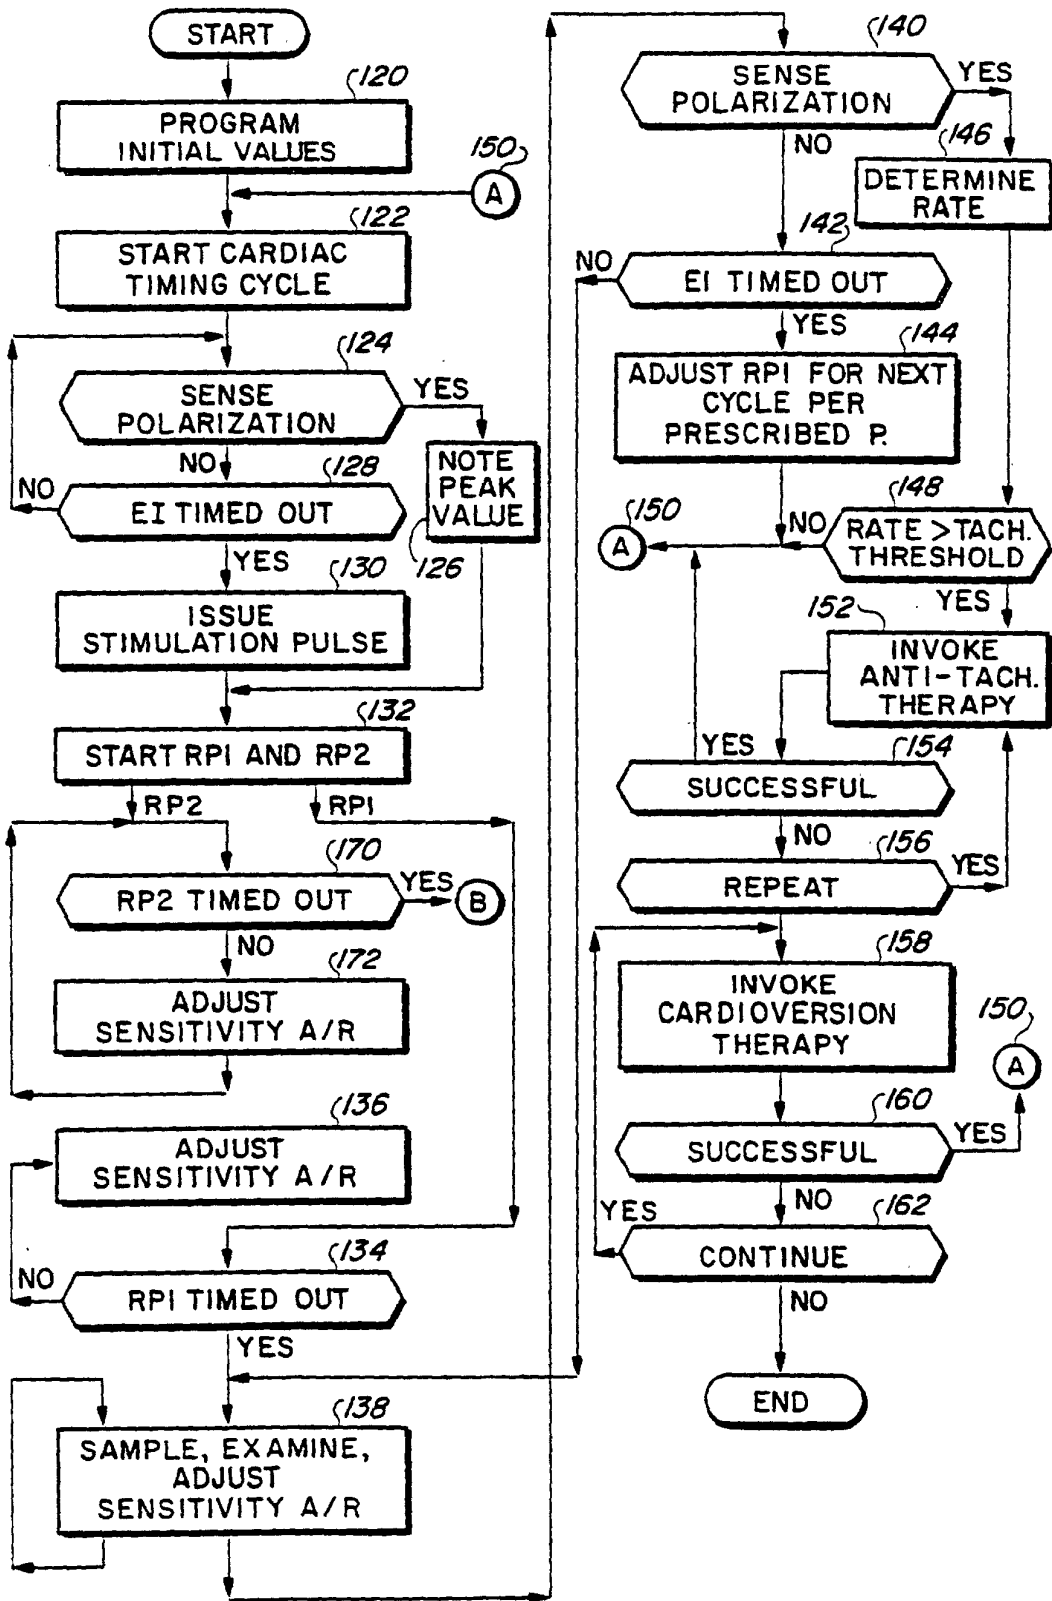 START
120
PROGRAM
INITIAL VALUES
150
A
122
START CARDIAC
TIMING CYCLE
124
SENSE
POLARIZATION
YES
NO
128
NO
EI TIMED OUT
NOTE
PEAK
VALUE
126
YES
130
ISSUE
STIMULATION PULSE
132
START RP1 AND RP2
RP2
RP1
170
RP2 TIMED OUT
YES
B
NO
172
ADJUST
SENSITIVITY A/R
136
ADJUST
SENSITIVITY A/R
134
NO
RP1 TIMED OUT
YES
138
SAMPLE, EXAMINE,
ADJUST
SENSITIVITY A/R
140
SENSE
POLARIZATION
YES
NO
146
DETERMINE
RATE
142
NO
EI TIMED OUT
YES
144
ADJUST RP1 FOR NEXT
CYCLE PER
PRESCRIBED P.
148
150
A
NO
RATE > TACH.
THRESHOLD
YES
152
INVOKE
ANTI-TACH.
THERAPY
YES
154
SUCCESSFUL
NO
156
REPEAT
YES
158
INVOKE
CARDIOVERSION
THERAPY
150
A
160
SUCCESSFUL
YES
NO
162
YES
CONTINUE
NO
END